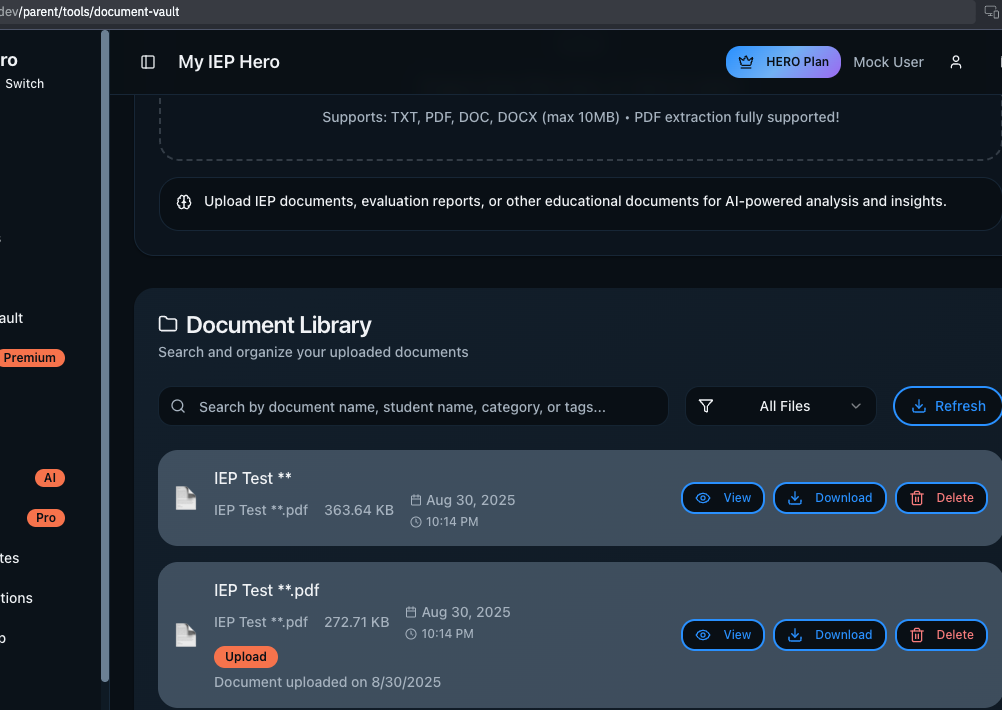 dev/parent/tools/document-vault
ro
Switch
My IEP Hero
HERO Plan
Mock User
Supports: TXT, PDF, DOC, DOCX (max 10MB) • PDF extraction fully supported!
Upload IEP documents, evaluation reports, or other educational documents for AI-powered analysis and insights.
ault
Premium
AI
Pro
tes
tions
Document Library
Search and organize your uploaded documents
Search by document name, student name, category, or tags...
All Files
Refresh
IEP Test **
IEP Test **.pdf 363.64 KB
Aug 30, 2025
10:14 PM
View
Download
Delete
IEP Test **.pdf
IEP Test **.pdf 272.71 KB
Aug 30, 2025
10:14 PM
Upload
Document uploaded on 8/30/2025
View
Download
Delete